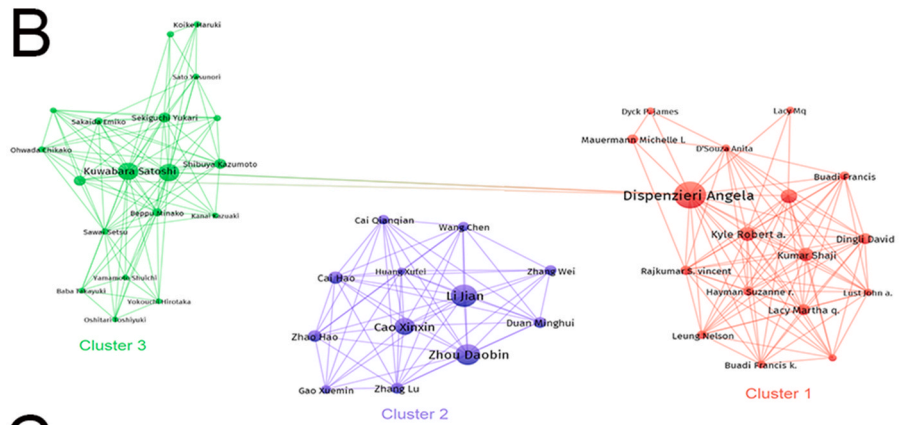 B
Koike Haruki
Sato Yasunori
Sakaida Emiko
Sekiguchi Yukari
Ohwada Chikako
Kuwabara Satoshi
Shibuya Kazumoto
Beppu Minako
Kanai Kazuaki
Sawai Setsu
Yamamoto Shuichi
Baba Takayuki
Yokouchi Hirotaka
Oshitari Toshiyuki
Cluster 3
Cai Qianqian
Wang Chen
Cai Hao
Huang Xufei
Zhang Wei
Li Jian
Cao Xinxin
Duan Minghui
Zhao Hao
Zhou Daobin
Gao Xuemin
Zhang Lu
Cluster 2
Dyck P. James
Lacy Mq
Mauermann Michelle L
D'Souza Anita
Buadi Francis
Dispenzieri Angela
Kyle Robert a.
Dingli David
Kumar Shaji
Rajkumar S. vincent
Hayman Suzanne r.
Lust John a.
Lacy Martha q.
Leung Nelson
Buadi Francis k.
Cluster 1